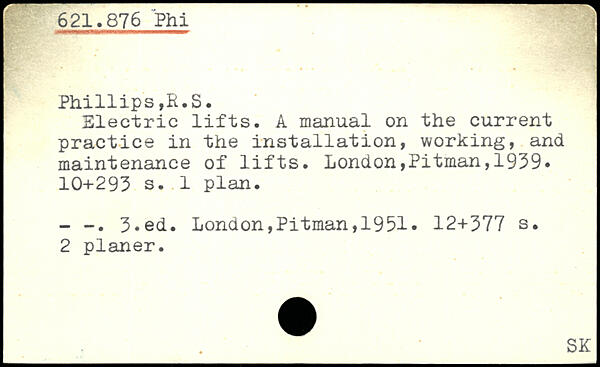 621.876 Phi
Phillips,R.S.
Electric lifts. A manual on the current
practice in the installation, working, and
maintenance of lifts. London,Pitman,1939.
10+293 s. 1 plan.
- -. 3.ed. London,Pitman,1951. 12+377 s.
2 planer.
SK